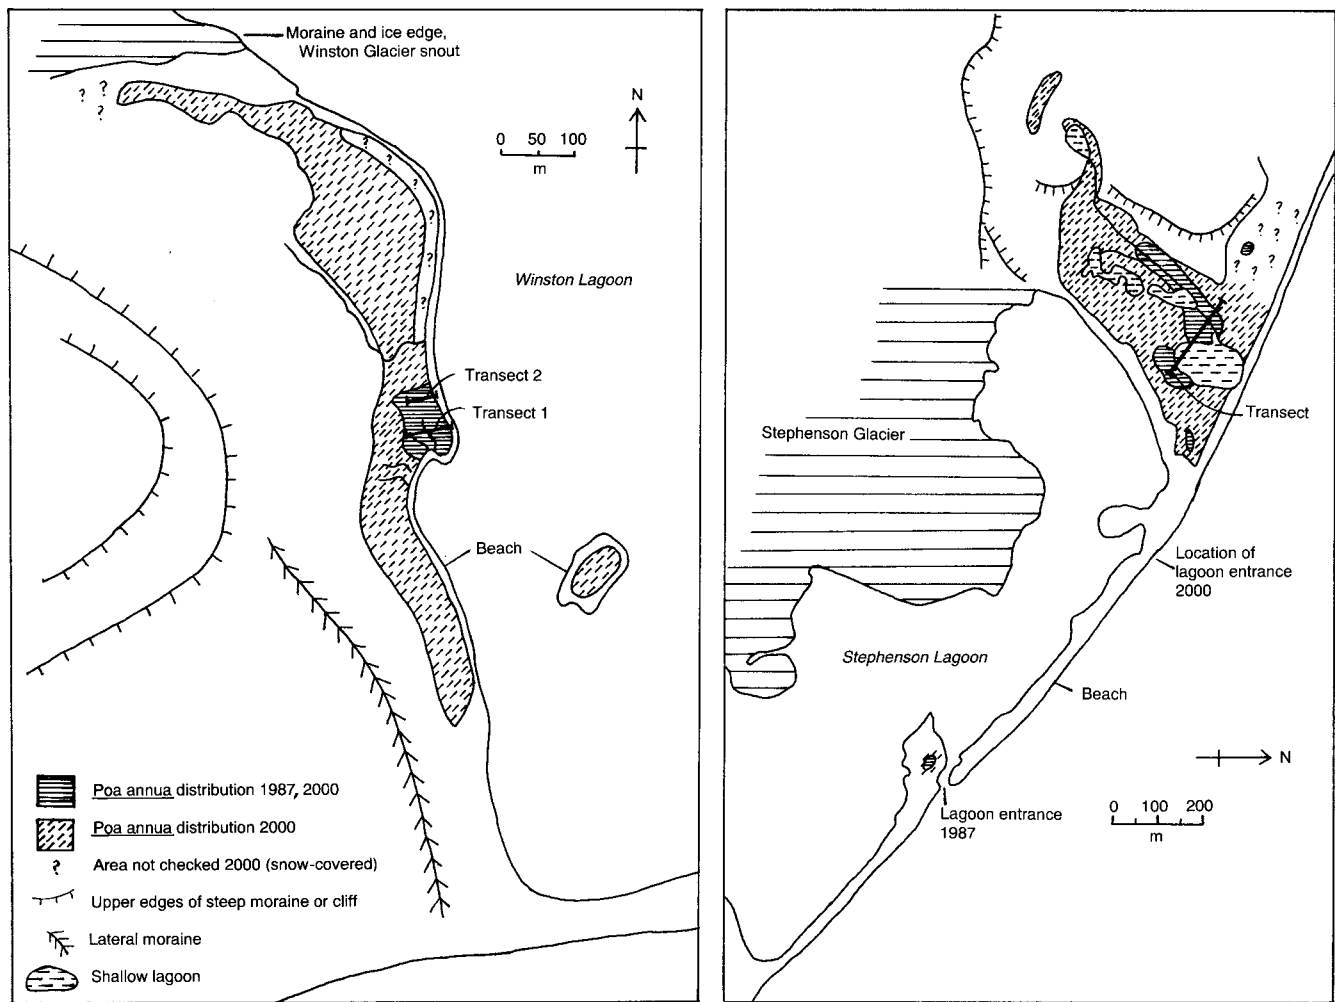 Moraine and ice edge,
Winston Glacier snout
N
0 50 100
m
Winston Lagoon
Transect 2
Transect 1
Beach
Poa annua distribution 1987, 2000
Poa annua distribution 2000
? Area not checked 2000 (snow-covered)
Upper edges of steep moraine or cliff
Lateral moraine
Shallow lagoon
Transect
Stephenson Glacier
Location of
lagoon entrance
2000
Stephenson Lagoon
Beach
N
Lagoon entrance
1987
0 100 200
m
? ? ?
? ? ? ? ? ?
? ? ? ? ? ? ? ?